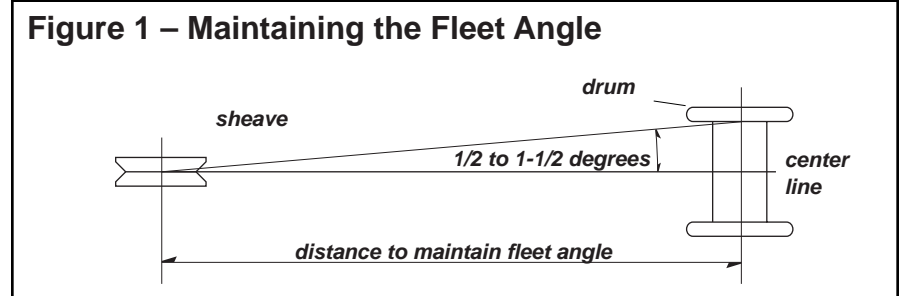 Figure 1 – Maintaining the Fleet Angle
drum
sheave
1/2 to 1-1/2 degrees
center
line
distance to maintain fleet angle